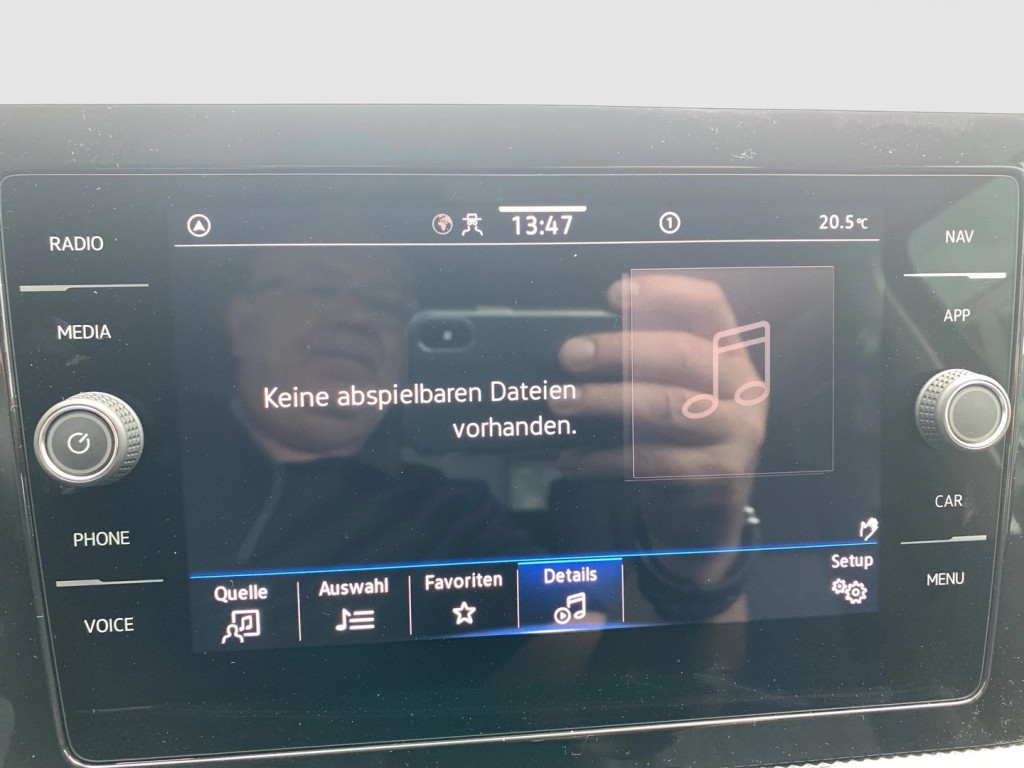 13:47
1
20.5°C
RADIO
NAV
MEDIA
APP
Keine abspielbaren Dateien
vorhanden.
CAR
PHONE
Setup
Quelle
Auswahl
Favoriten
Details
MENU
VOICE